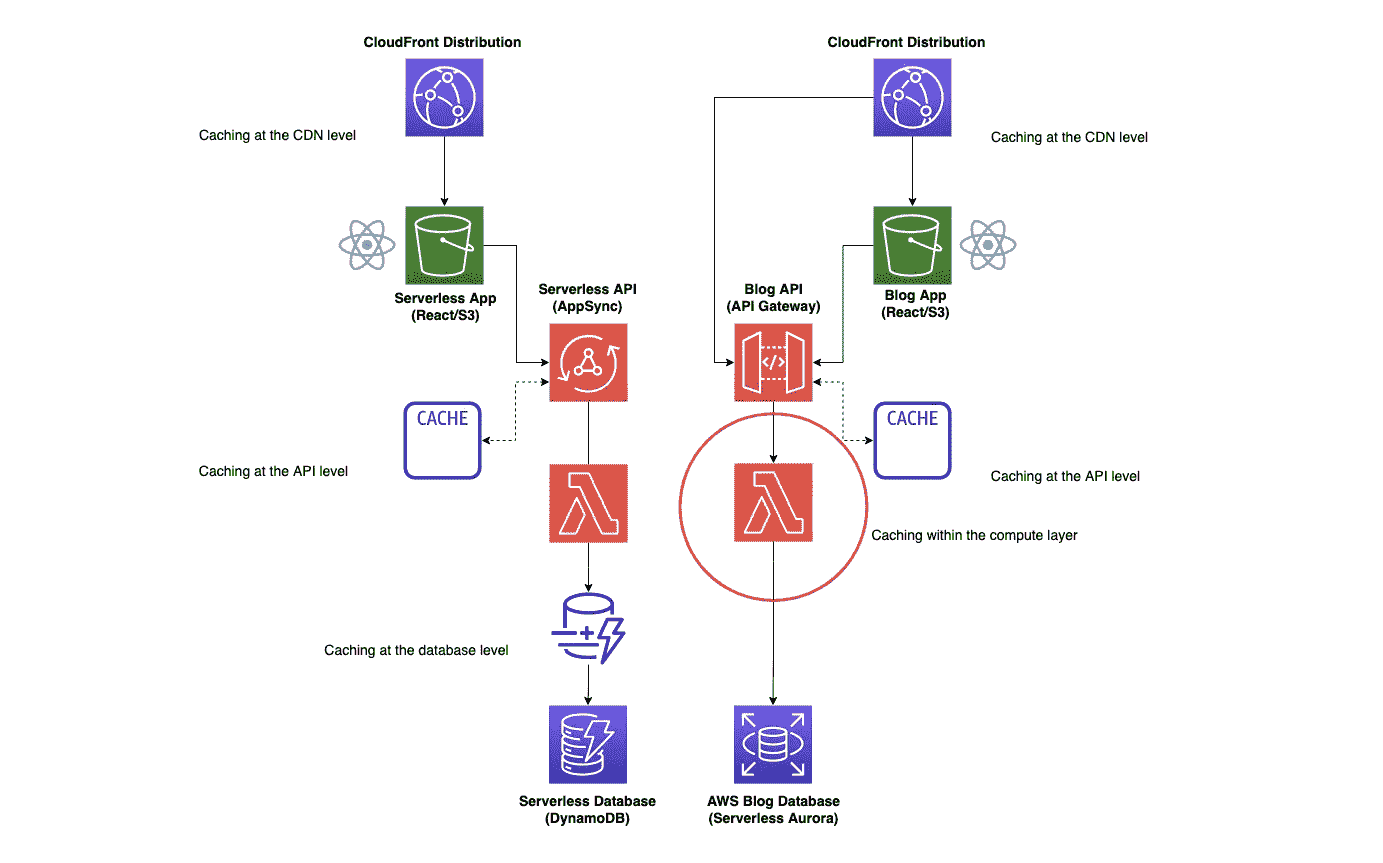 CloudFront Distribution
CloudFront Distribution
Caching at the CDN level
Caching at the CDN level
Serverless App
(React/S3)
Serverless API
(AppSync)
Blog API
(API Gateway)
Blog App
(React/S3)
</>
CACHE
CACHE
Caching at the API level
Caching at the API level
Caching within the compute layer
Caching at the database level
Serverless Database
(DynamoDB)
AWS Blog Database
(Serverless Aurora)